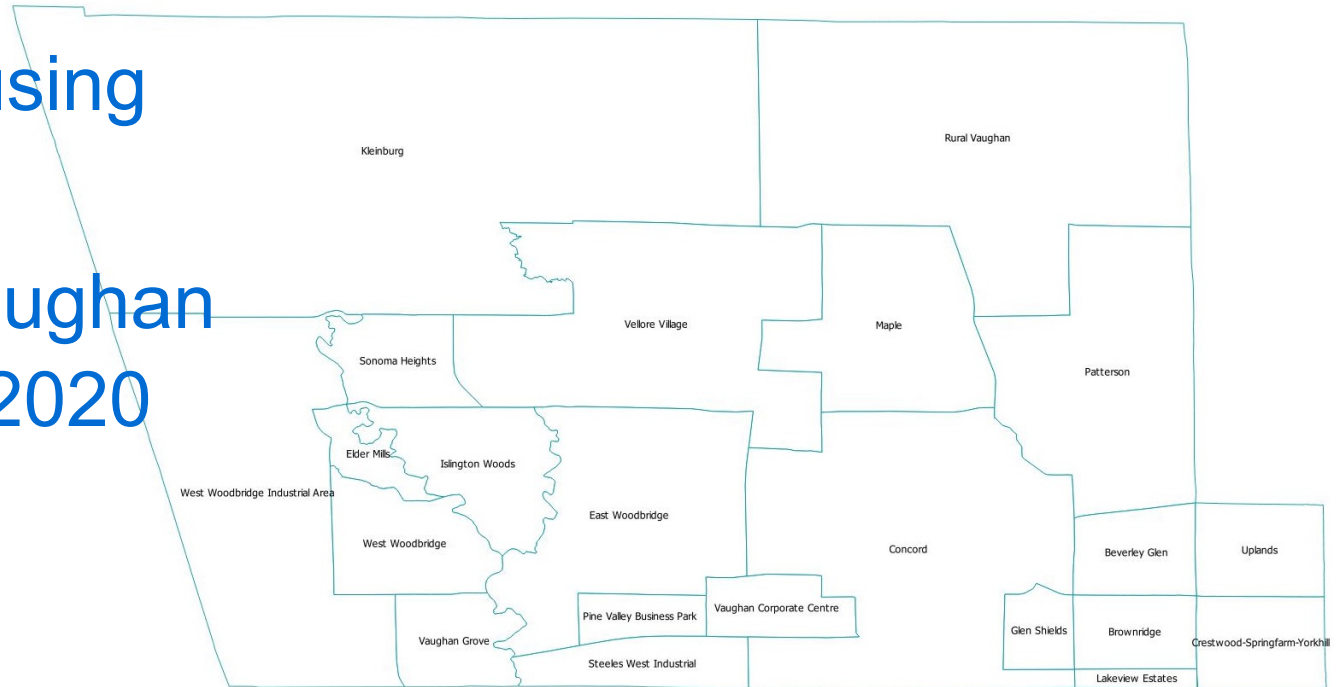 using
Kleinburg
Rural Vaughan
ughan
Vellore Village
Maple
Sonoma Heights
Patterson
2020
Elder Mills
Islington Woods
West Woodbridge Industrial Area
East Woodbridge
West Woodbridge
Concord
Beverley Glen
Uplands
Vaughan Corporate Centre
Pine Valley Business Park
Glen Shields
Brownridge
Vaughan Grove
Crestwood-Springfarm-Yorkhill
Steeles West Industrial
Lakeview Estates